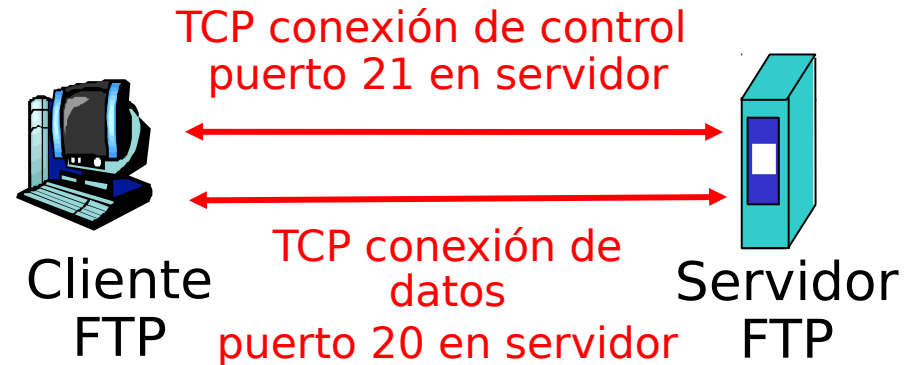 TCP conexión de control
puerto 21 en servidor
TCP conexión de
datos
puerto 20 en servidor
Cliente
FTP
Servidor
FTP